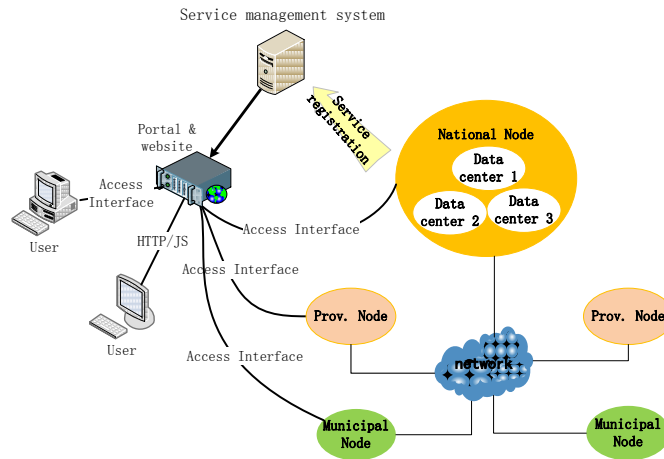 Service management system
Service
registration
Portal &
website
National Node
Data
center 1
Data
center 2
Data
center 3
Access
Interface
User
HTTP/JS
Access Interface
Access Interface
User
Prov. Node
Prov. Node
network
Access Interface
Municipal
Node
Municipal
Node